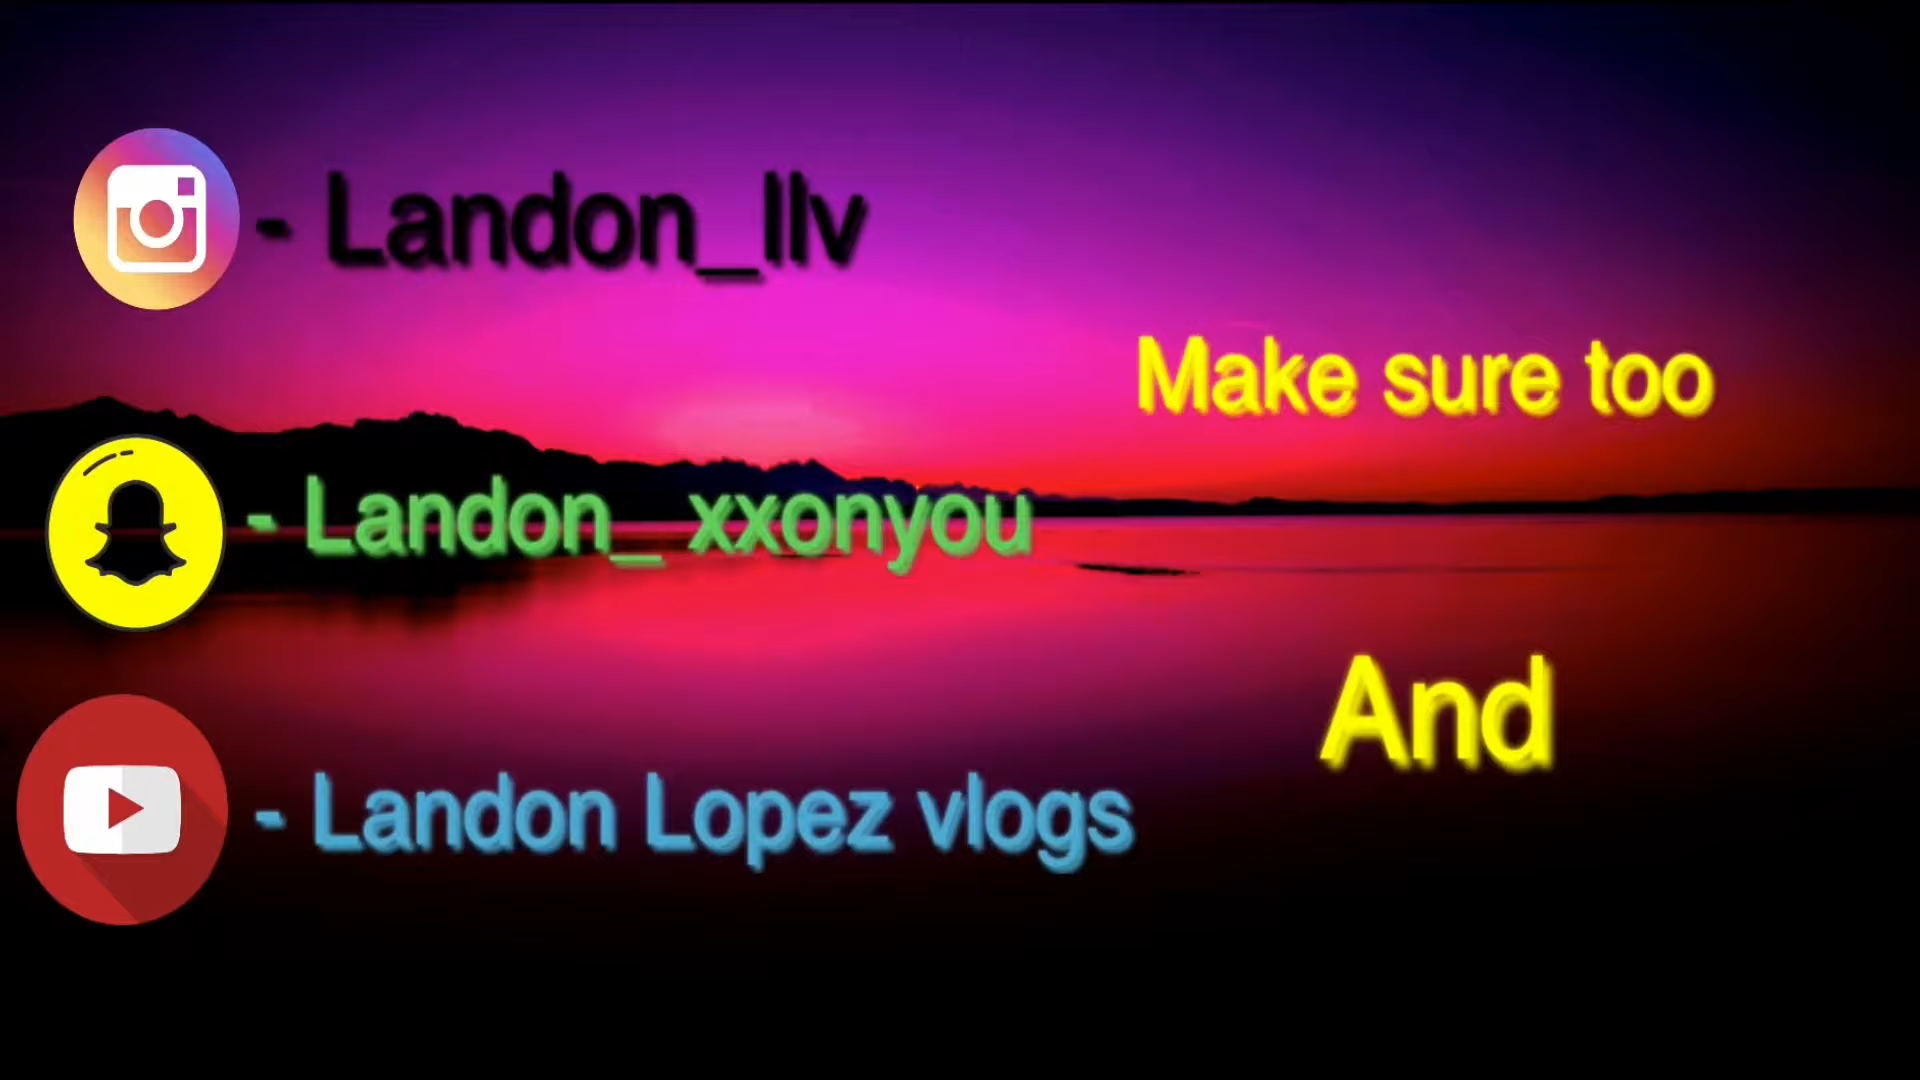 - Landon_llv
Make sure too
- Landon_ xxonyou
And
- Landon Lopez vlogs